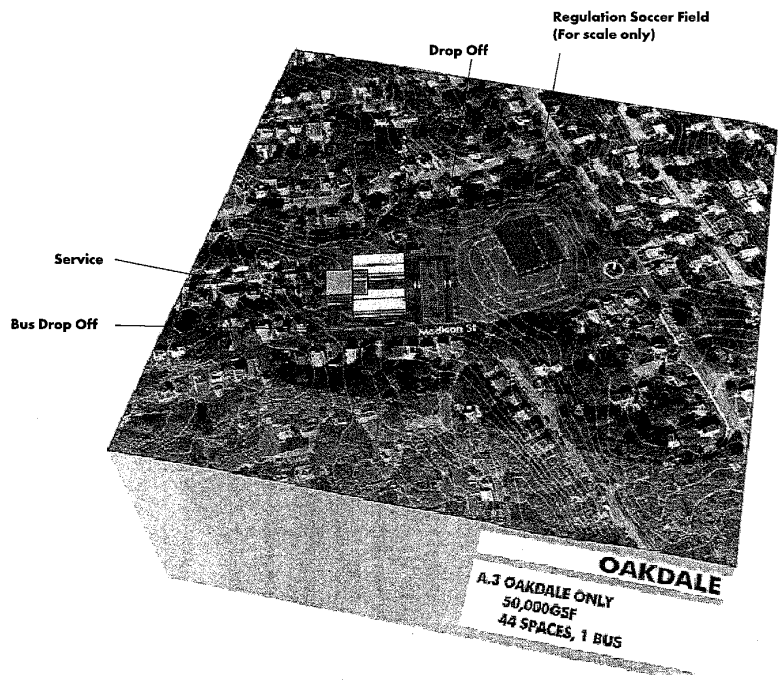 Regulation Soccer Field
(For scale only)
Drop Off
Service
Bus Drop Off
Madison St
OAKDALE
A.3 OAKDALE ONLY
50,000GSF
44 SPACES, 1 BUS